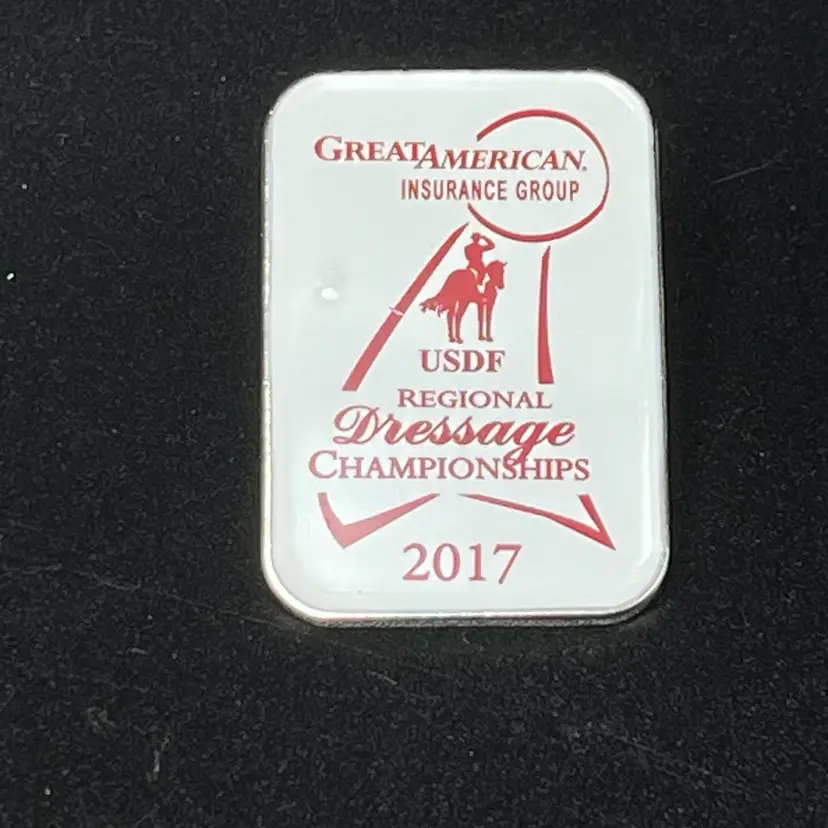 GREATAMERICAN.
INSURANCE GROUP
USDF
REGIONAL
Dressage
CHAMPIONSHIPS
2017